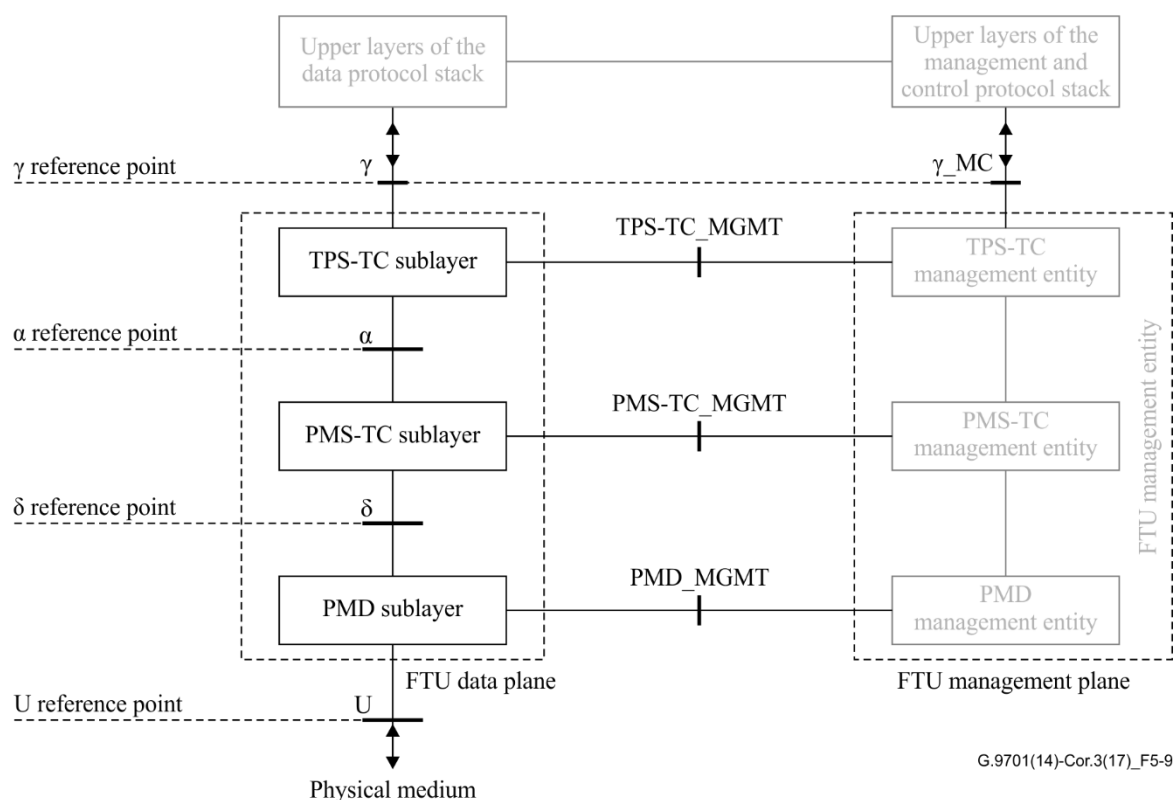 Upper layers of the
data protocol stack
Upper layers of the
management and
control protocol stack
γ reference point
γ
γ_MC
TPS-TC_MGMT
TPS-TC sublayer
TPS-TC
management entity
α reference point
α
PMS-TC_MGMT
PMS-TC sublayer
PMS-TC
management entity
FTU management entity
δ reference point
δ
PMD_MGMT
PMD sublayer
PMD
management entity
FTU data plane
FTU management plane
U reference point
U
Physical medium
G.9701(14)-Cor.3(17)_F5-9